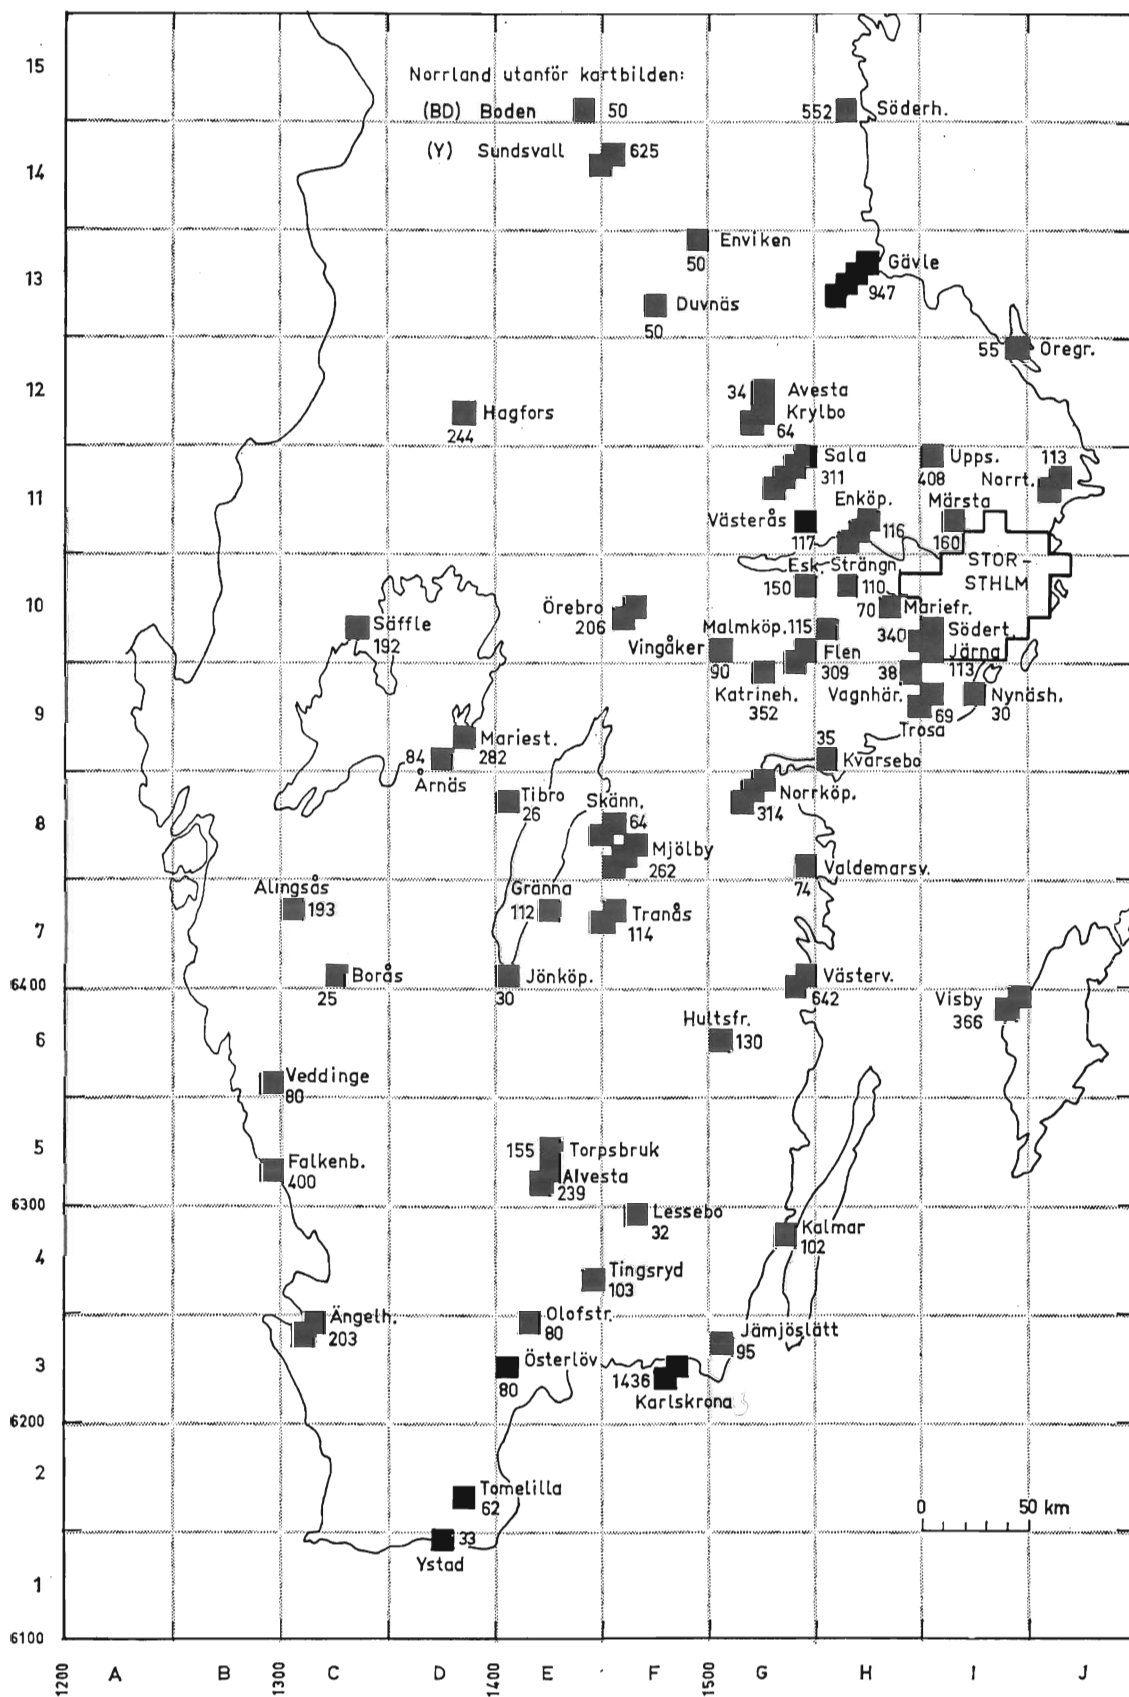 15
Norrland utanför kartbilden:
(BD) Boden 50
552 Söderh.
(Y) Sundsvall 625
14
Enviken
50
Gävle
947
13
Duvnäs
50
55 Öregr.
12
34 Avesta
Krylbo
64
Hagfors
244
Sala
311
Upps.
408
113
Norrt.
11
Enköp.
116
Märsta
160
Västerås
117
STOR-
STHLM
Esk.
150
Strängn.
110
10
70 Mariefr.
Örebro
206
Säffle
192
Malmköp. 115
340 Södert.
Järna
113
Vingåker
90
Flen
309
38
Katrineh.
352
Vagnhär.
69
Nynäsh.
30
9
Trosa
Mariest.
282
84
Årnäs
35
Kvarsebo
Tibro
26
Skänn.
64
Norrköp.
314
8
Mjölby
262
Valdemarsv.
74
Alingsås
193
Gränna
112
Tranås
114
7
Borås
25
Jönköp.
30
Västerv.
642
6400
Visby
366
Hultsfr.
130
6
Veddinge
80
5
155 Torpsbruk
Alvesta
239
Falkenb.
400
6300
Lessebo
32
Kalmar
102
4
Tingsryd
103
Ängelh.
203
Olofstr.
80
Jämjöslätt
95
3
Österlöv
80
1436
Karlskrona
6200
2
Tomelilla
62
0 50 km
33
Ystad
1
6100
1200 A B 1300 C D 1400 E F 1500 G H I J